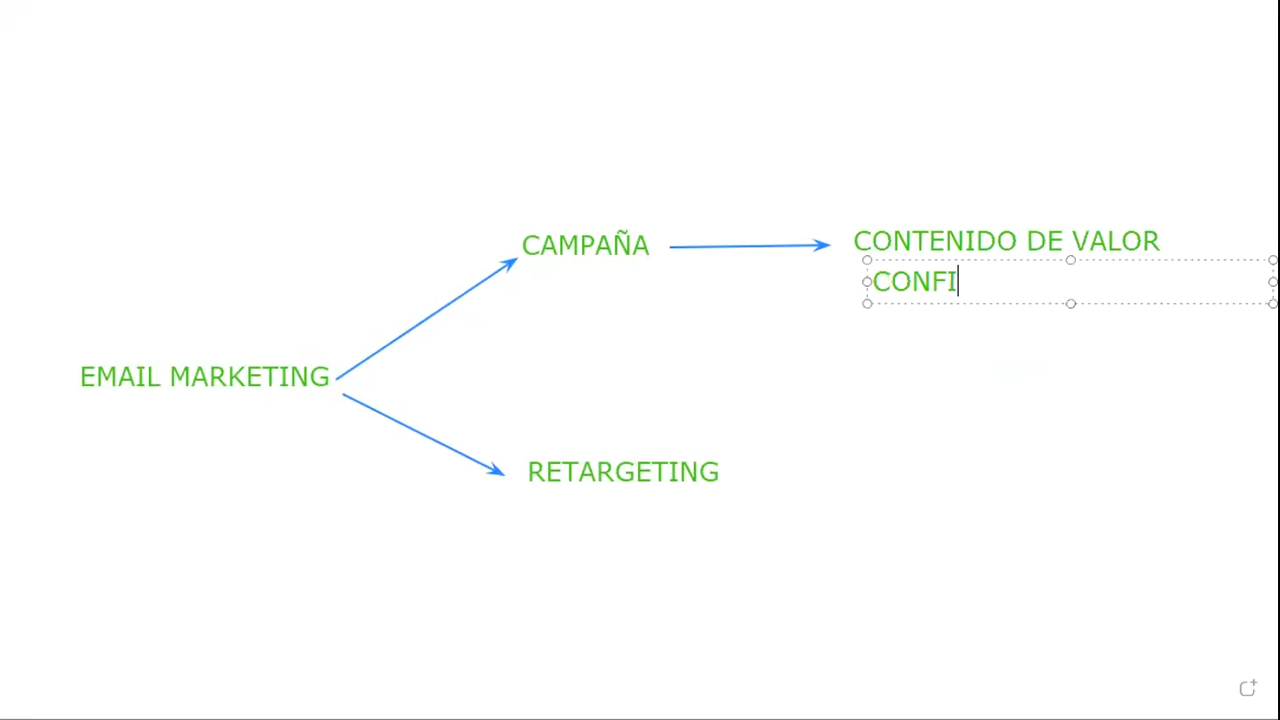 CAMPAÑA
CONTENIDO DE VALOR
CONFI
EMAIL MARKETING
RETARGETING